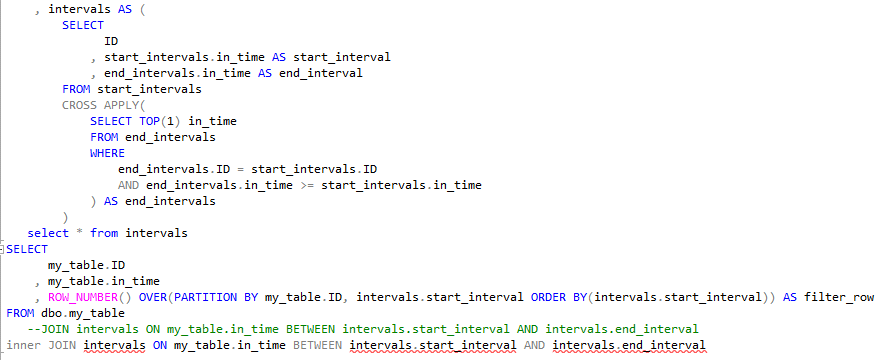 , intervals AS (
SELECT
ID
, start_intervals.in_time AS start_interval
, end_intervals.in_time AS end_interval
FROM start_intervals
CROSS APPLY(
SELECT TOP(1) in_time
FROM end_intervals
WHERE
end_intervals.ID = start_intervals.ID
AND end_intervals.in_time >= start_intervals.in_time
) AS end_intervals
)
select * from intervals
SELECT
my_table.ID
, my_table.in_time
, ROW_NUMBER() OVER(PARTITION BY my_table.ID, intervals.start_interval ORDER BY(intervals.start_interval)) AS filter_row
FROM dbo.my_table
--JOIN intervals ON my_table.in_time BETWEEN intervals.start_interval AND intervals.end_interval
inner JOIN intervals ON my_table.in_time BETWEEN intervals.start_interval AND intervals.end_interval